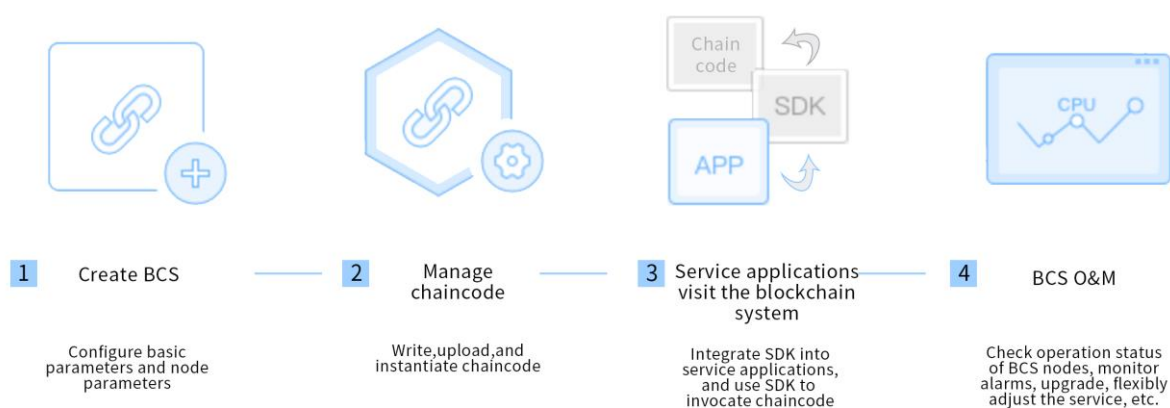 Chain
code
SDK
APP
CPU
1
Create BCS
2
Manage
chaincode
3
Service applications
visit the blockchain
system
4
BCS O&M
Configure basic
parameters and node
parameters
Write,upload,and
instantiate chaincode
Integrate SDK into
service applications,
and use SDK to
invocate chaincode
Check operation status
of BCS nodes, monitor
alarms, upgrade, flexibly
adjust the service, etc.